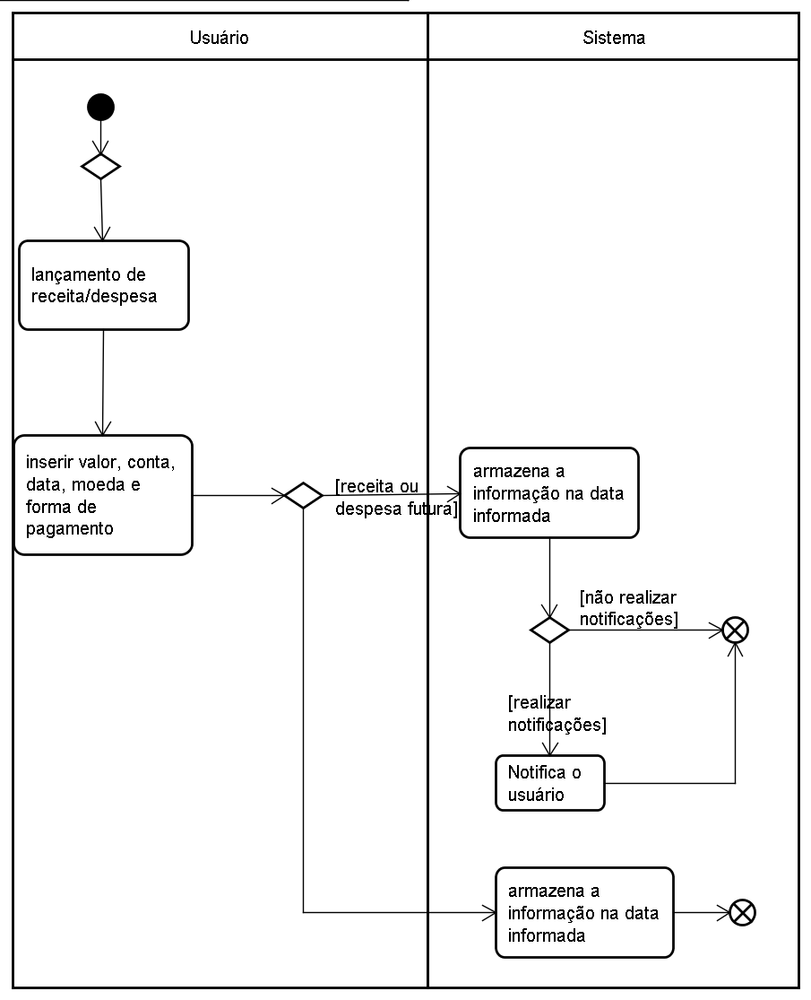 Usuário
Sistema
lançamento de
receita/despesa
inserir valor, conta,
data, moeda e
forma de
pagamento
[receita ou
despesa futura]
armazena a
informação na data
informada
[não realizar
notificações]
[realizar
notificações]
Notifica o
usuário
armazena a
informação na data
informada